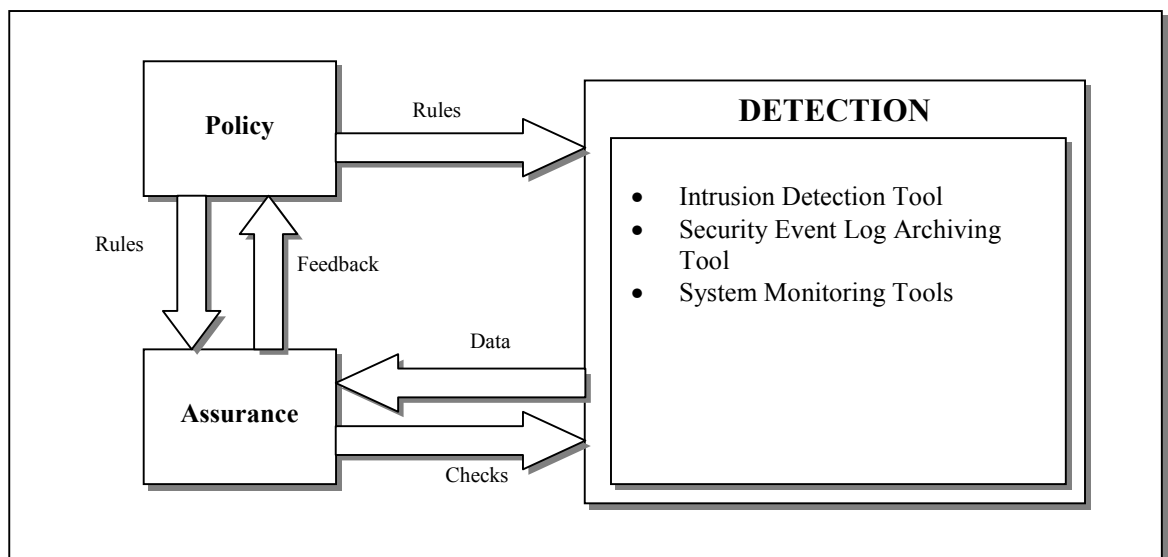 Policy
Rules
DETECTION
• Intrusion Detection Tool
• Security Event Log Archiving
Tool
• System Monitoring Tools
Rules
Feedback
Data
Assurance
Checks